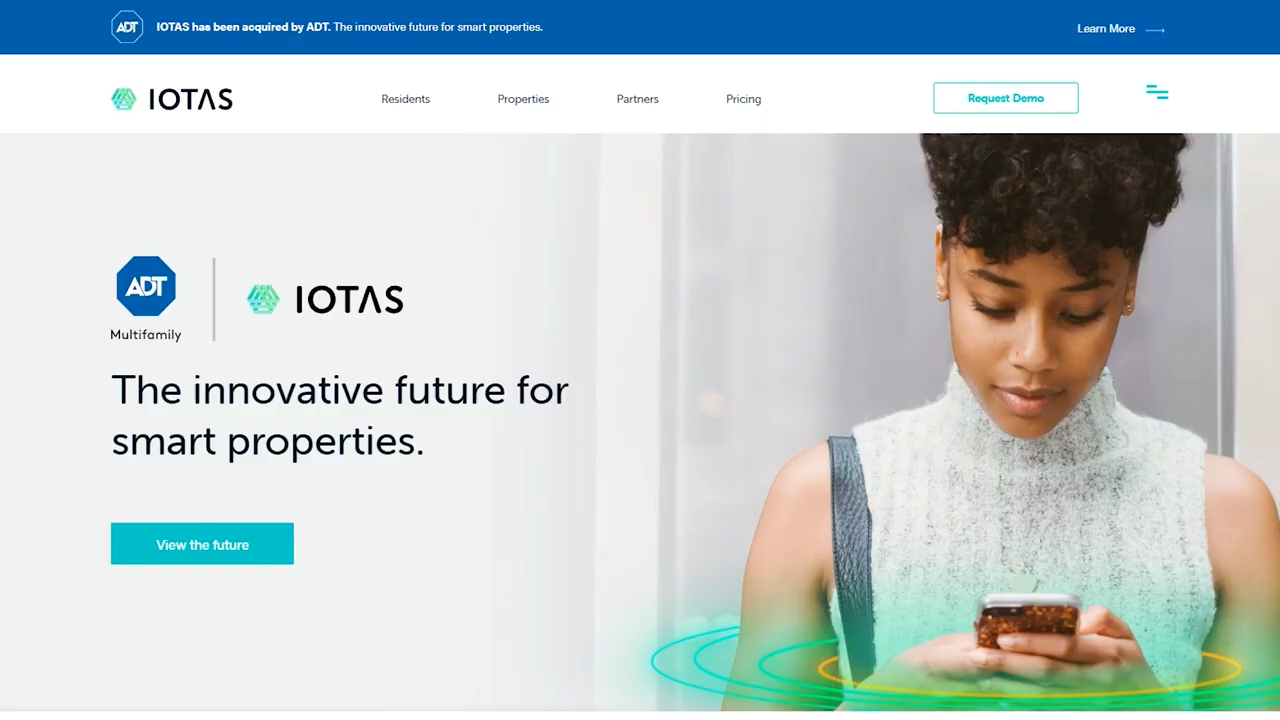 ADT
IOTAS has been acquired by ADT. The innovative future for smart properties.
Learn More
IOTAS
Residents
Properties
Partners
Pricing
Request Demo
ADT
Multifamily
IOTAS
The innovative future for
smart properties.
View the future